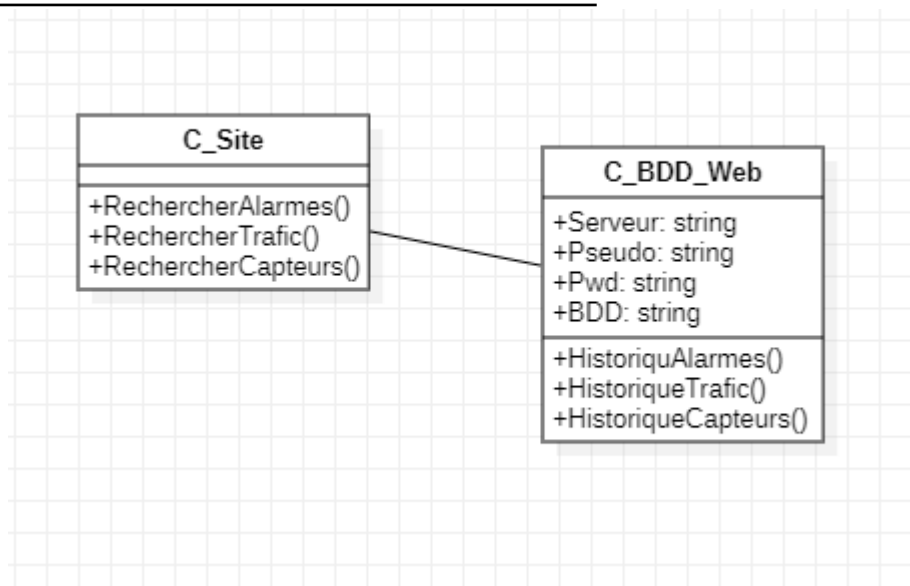 C_Site
+RechercherAlarmes()
+RechercherTrafic()
+RechercherCapteurs()
C_BDD_Web
+Serveur: string
+Pseudo: string
+Pwd: string
+BDD: string
+HistoriquAlarmes()
+HistoriqueTrafic()
+HistoriqueCapteurs()